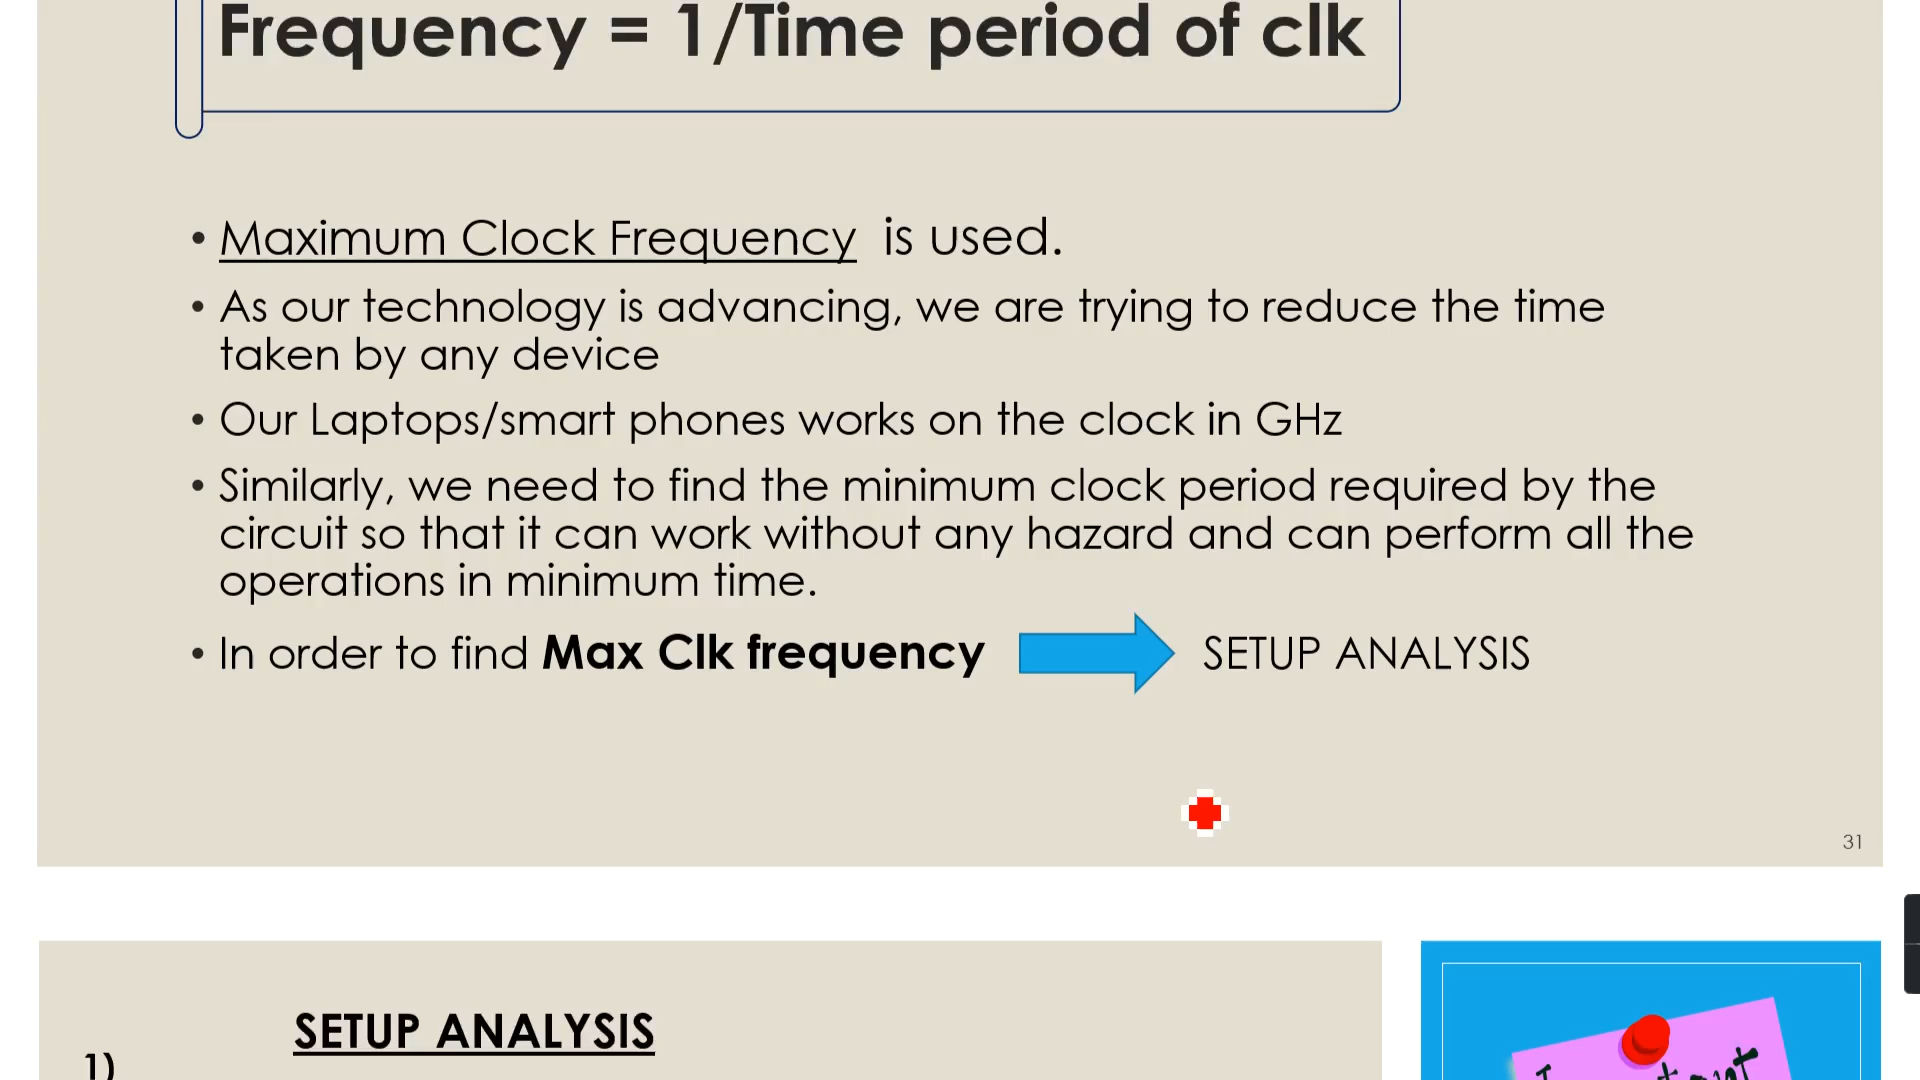 Frequency = 1/Time period of clk
• Maximum Clock Frequency is used.
• As our technology is advancing, we are trying to reduce the time
taken by any device
• Our Laptops/smart phones works on the clock in GHz
• Similarly, we need to find the minimum clock period required by the
circuit so that it can work without any hazard and can perform all the
operations in minimum time.
• In order to find Max Clk frequency SETUP ANALYSIS
31
SETUP ANALYSIS
1)